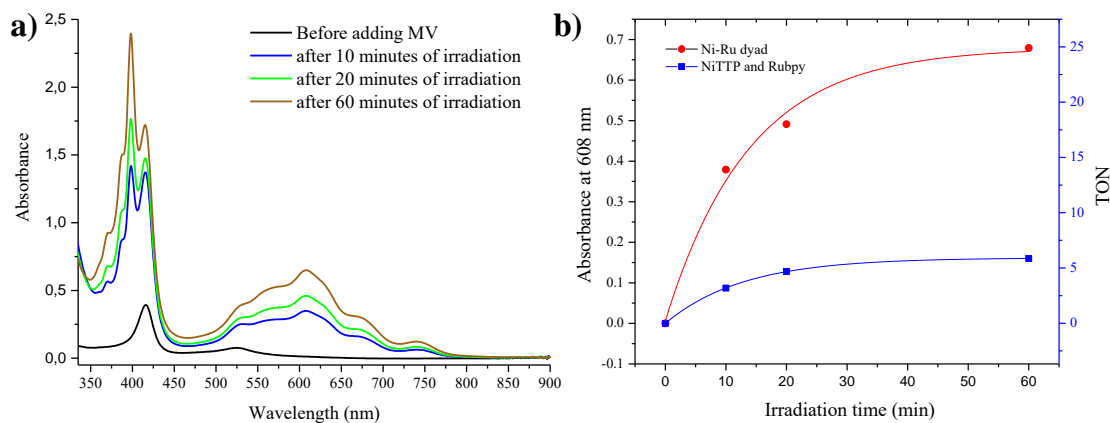 a)
2,5
2,0
1,5
1,0
0,5
0,0
Absorbance
Before adding MV
after 10 minutes of irradiation
after 20 minutes of irradiation
after 60 minutes of irradiation
350 400 450 500 550 600 650 700 750 800 850 900
Wavelength (nm)
b)
0.7
0.6
0.5
0.4
0.3
0.2
0.1
0.0
-0.1
Absorbance at 608 nm
Ni-Ru dyad
NiTTP and Rubpy
25
20
15
10
5
0
TON
0 10 20 30 40 50 60
Irradiation time (min)